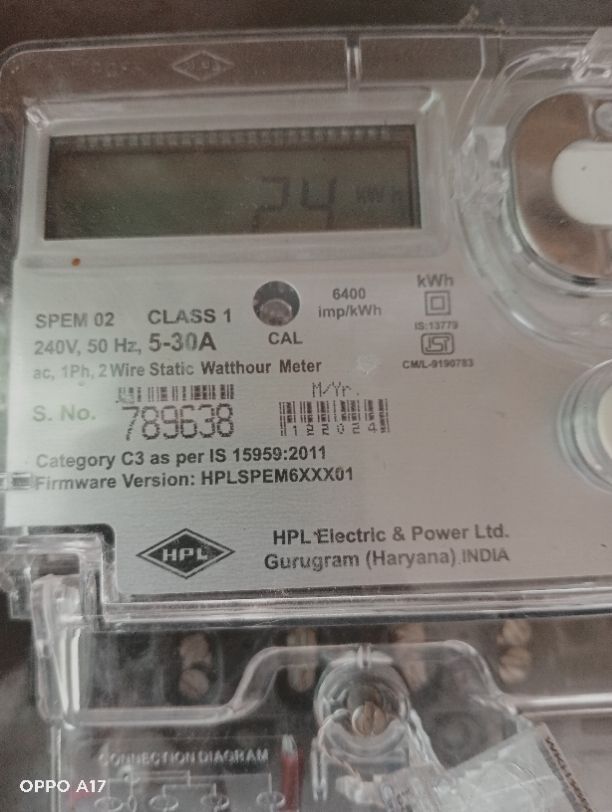 24 kWh
SPEM 02 CLASS 1
240V, 50 Hz, 5-30A
ac, 1Ph, 2 Wire Static Watthour Meter
CAL
6400
imp/kWh
kWh
IS:13779
ISI
CM/L-9190783
S. No. 789638
M/Yr.
122024
Category C3 as per IS 15959:2011
Firmware Version: HPLSPEM6XXX01
HPL
HPL Electric & Power Ltd.
Gurugram (Haryana) INDIA
CONNECTION DIAGRAM
OPPO A17